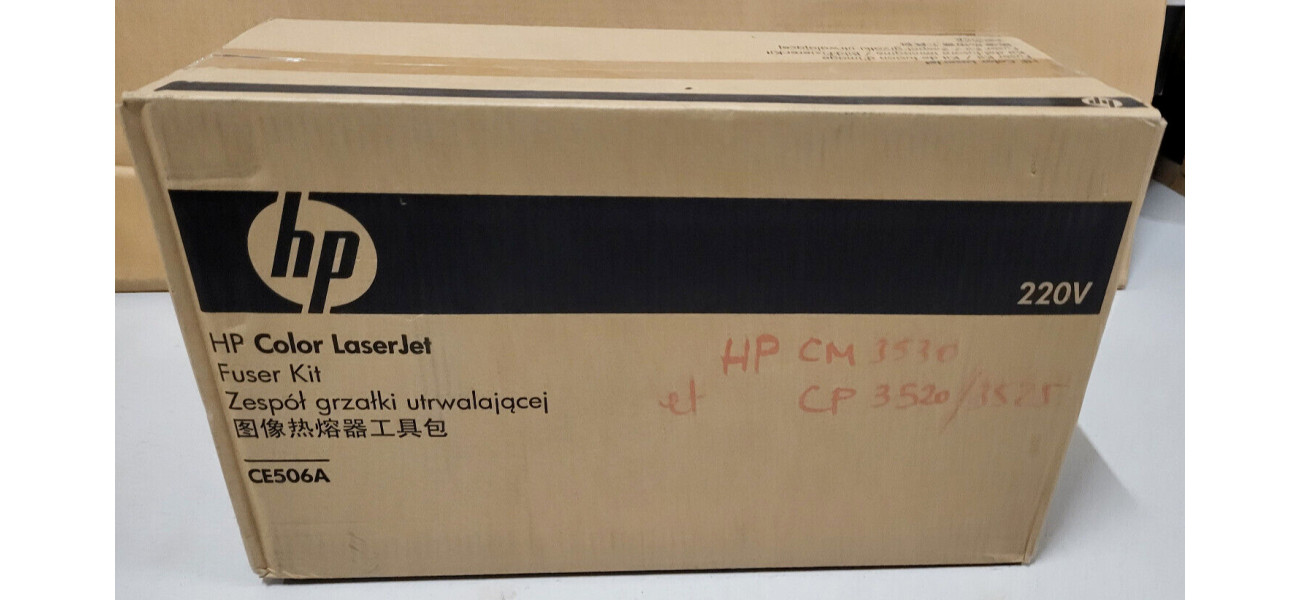 hp
hp
220V
HP Color LaserJet
Fuser Kit
Zespół grzałki utrwalającej
图像热熔器工具包
CE506A
HP CM 3530
et CP 3520/3525